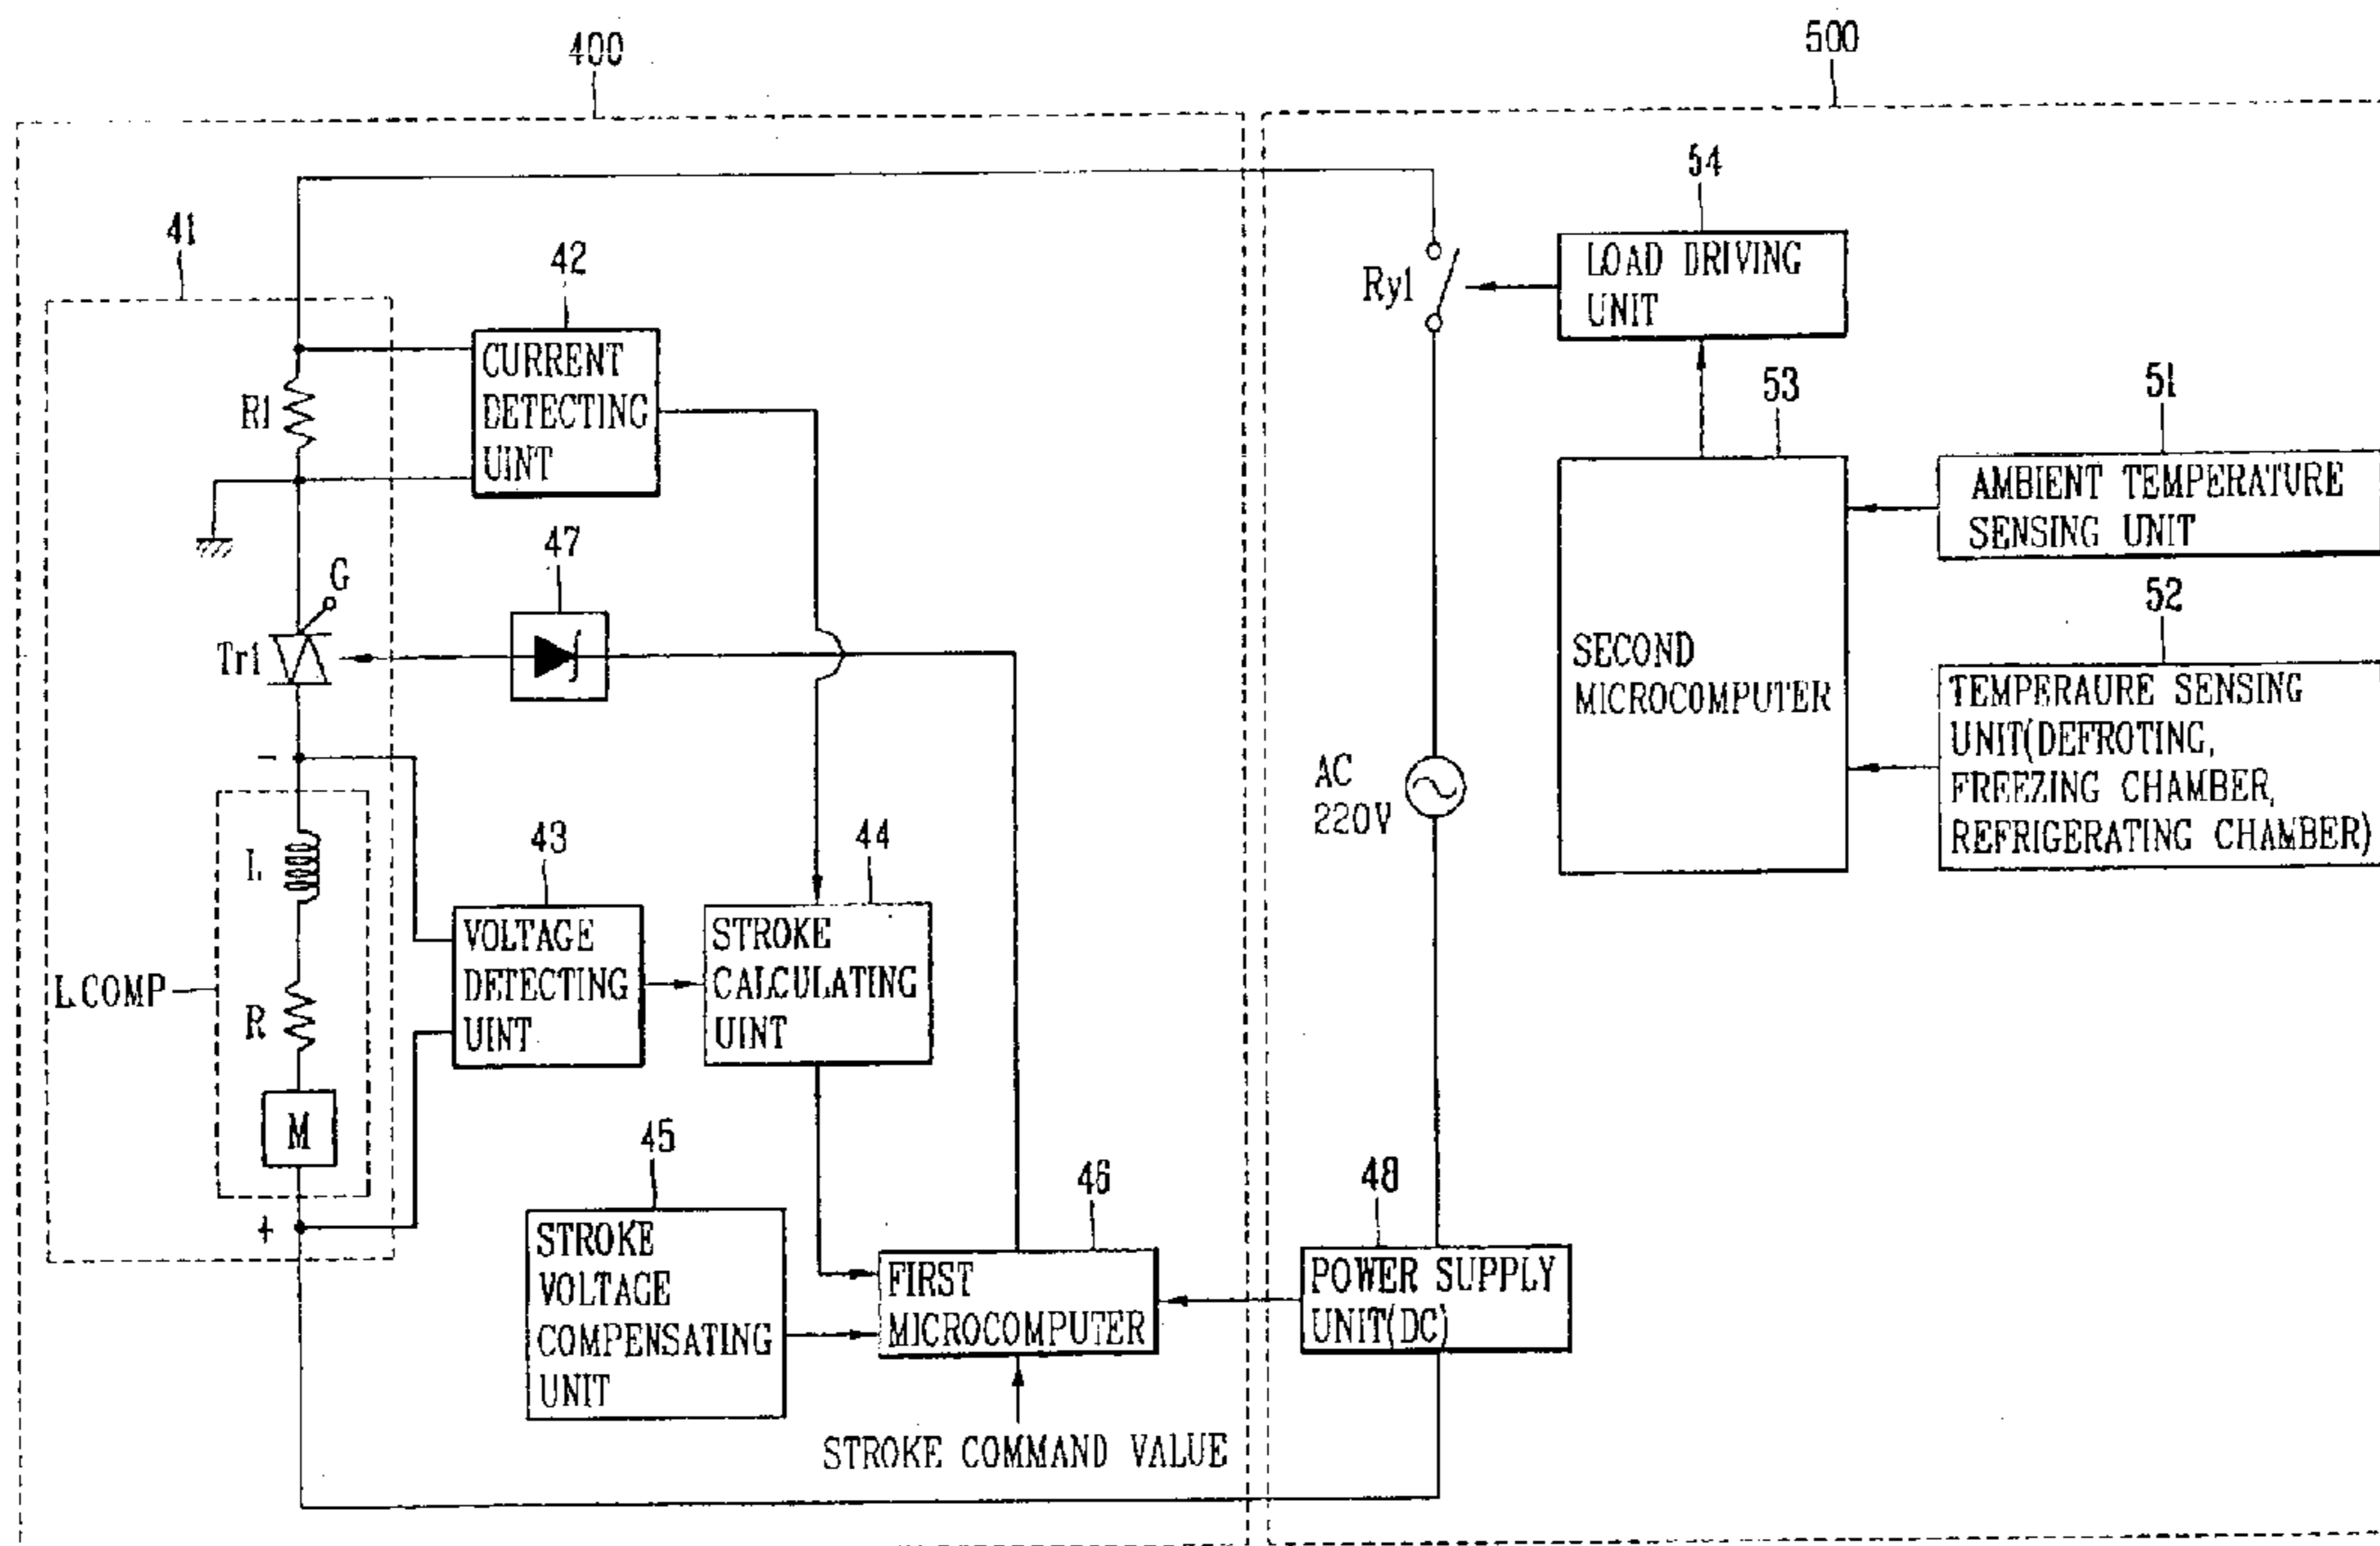 400
500
41
42
CURRENT
DETECTING
UINT
R1
47
G
Tr1
-
L
R
M
+
L.COMP
43
VOLTAGE
DETECTING
UINT
44
STROKE
CALCULATING
UINT
45
STROKE
VOLTAGE
COMPENSATING
UNIT
46
FIRST
MICROCOMPUTER
STROKE COMMAND VALUE
54
LOAD DRIVING
UNIT
Ry1
53
SECOND
MICROCOMPUTER
51
AMBIENT TEMPERATURE
SENSING UNIT
52
TEMPERAURE SENSING
UNIT(DEFROTING,
FREEZING CHAMBER,
REFRIGERATING CHAMBER)
AC
220V
48
POWER SUPPLY
UNIT(DC)